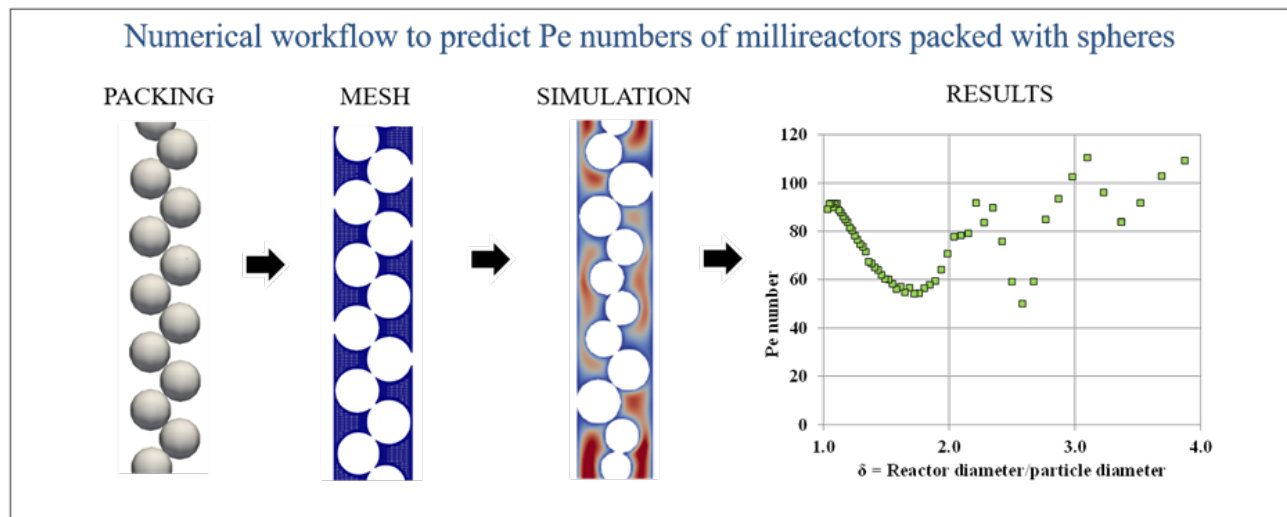 Numerical workflow to predict Pe numbers of millireactors packed with spheres
PACKING
MESH
SIMULATION
RESULTS
120
100
80
60
40
20
0
Pe number
1.0
2.0
3.0
4.0
δ = Reactor diameter/particle diameter